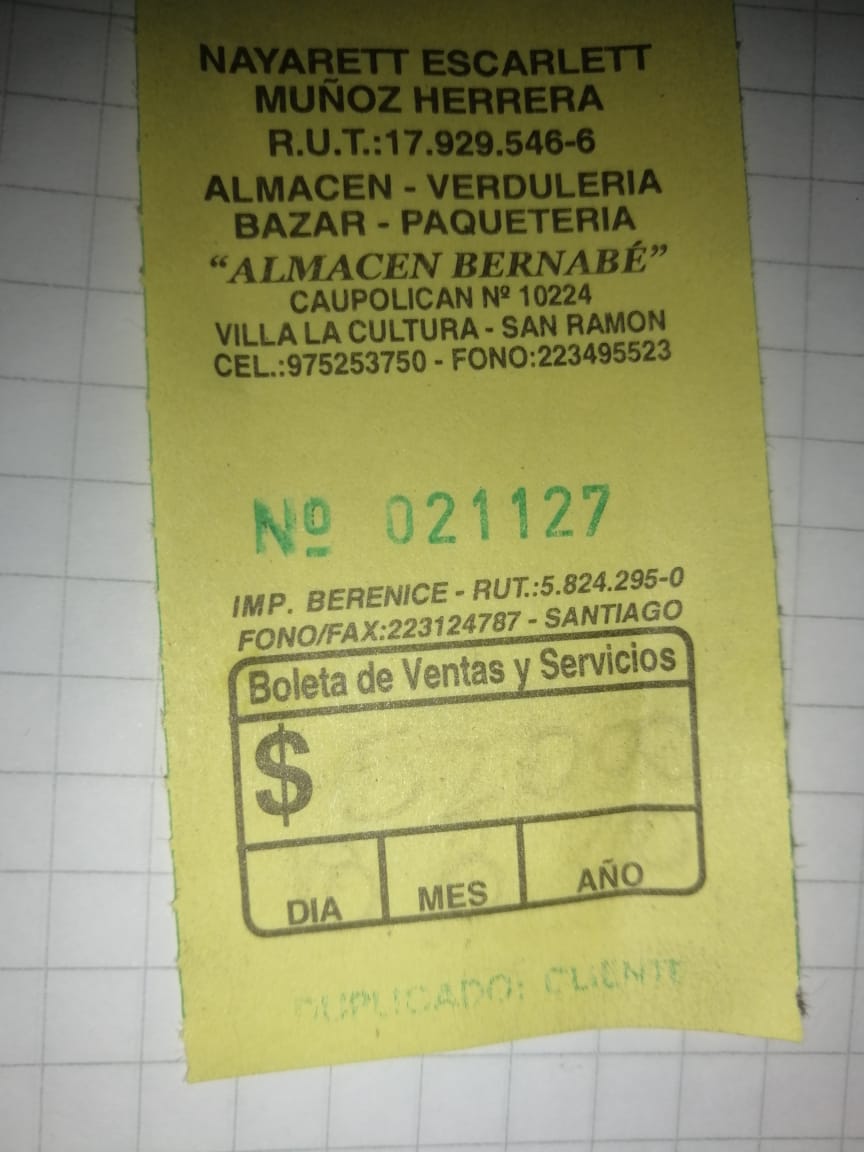 NAYARETT ESCARLETT
MUÑOZ HERRERA
R.U.T.:17.929.546-6
ALMACEN - VERDULERIA
BAZAR - PAQUETERIA
“ALMACEN BERNABÉ”
CAUPOLICAN Nº 10224
VILLA LA CULTURA - SAN RAMON
CEL.:975253750 - FONO:223495523
Nº 021127
IMP. BERENICE - RUT.:5.824.295-0
FONO/FAX:223124787 - SANTIAGO
Boleta de Ventas y Servicios
$
DIA MES AÑO
DUPLICADO: CLIENTE